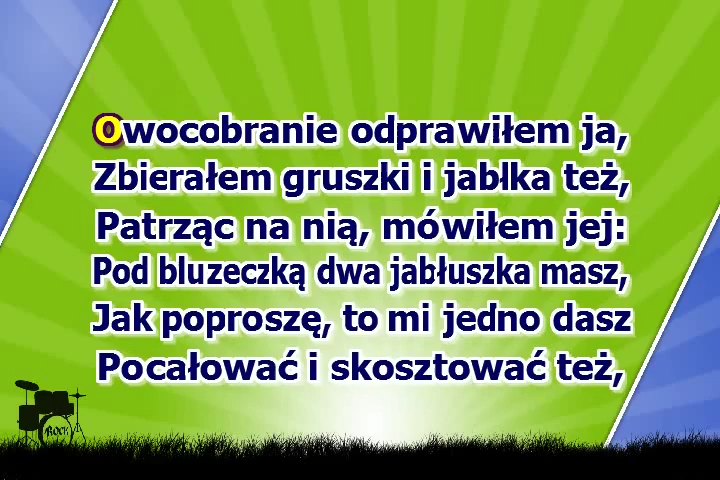 Owocobranie odprawiłem ja,
Zbierałem gruszki i jabłka też,
Patrząc na nią, mówiłem jej:
Pod bluzeczką dwa jabłuszka masz,
Jak poproszę, to mi jedno dasz
Pocałować i skosztować też,
ROCK